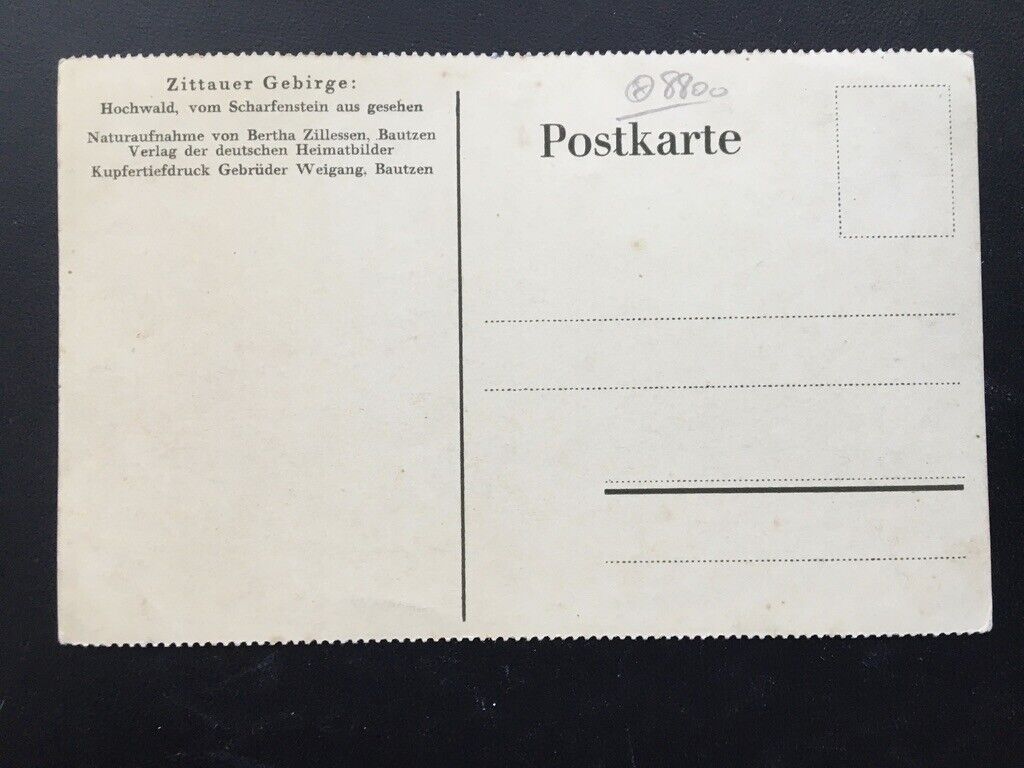 Zittauer Gebirge:
Hochwald, vom Scharfenstein aus gesehen
Naturaufnahme von Bertha Zillessen, Bautzen
Verlag der deutschen Heimatbilder
Kupfertiefdruck Gebrüder Weigang, Bautzen
8800
Postkarte